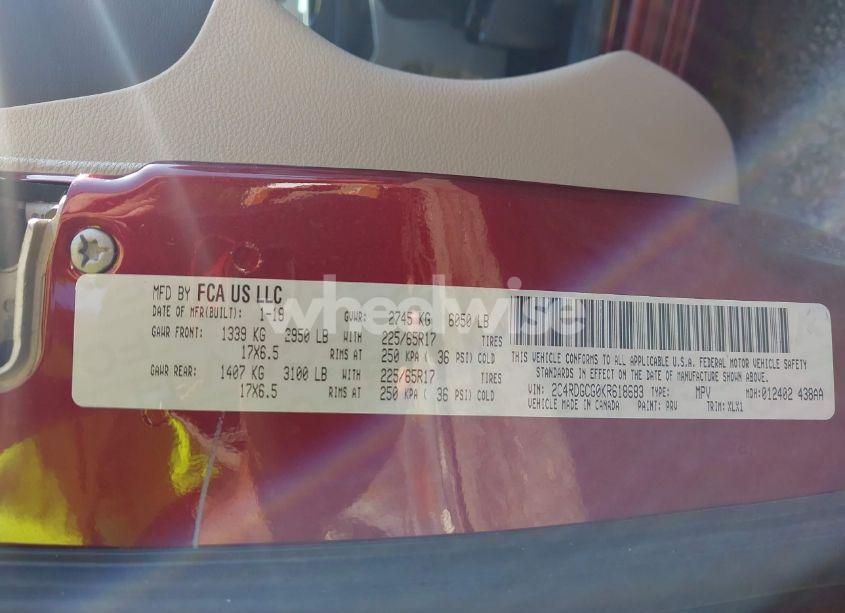 MFD BY FCA US LLC
DATE OF MFR(BUILT): 1-19 GVWR: 2745 KG 6050 LB
GAWR FRONT: 1339 KG 2950 LB WITH 225/65R17 TIRES
17X6.5 RIMS AT 250 KPA ( 36 PSI) COLD
GAWR REAR: 1407 KG 3100 LB WITH 225/65R17 TIRES
17X6.5 RIMS AT 250 KPA ( 36 PSI) COLD
THIS VEHICLE CONFORMS TO ALL APPLICABLE U.S.A. FEDERAL MOTOR VEHICLE SAFETY
STANDARDS IN EFFECT ON THE DATE OF MANUFACTURE SHOWN ABOVE.
VIN: 2C4RDGCG0KR618683 TYPE: MPV MDH:012402 438AA
VEHICLE MADE IN CANADA PAINT: PRV TRIM:XLX1
wheelwise